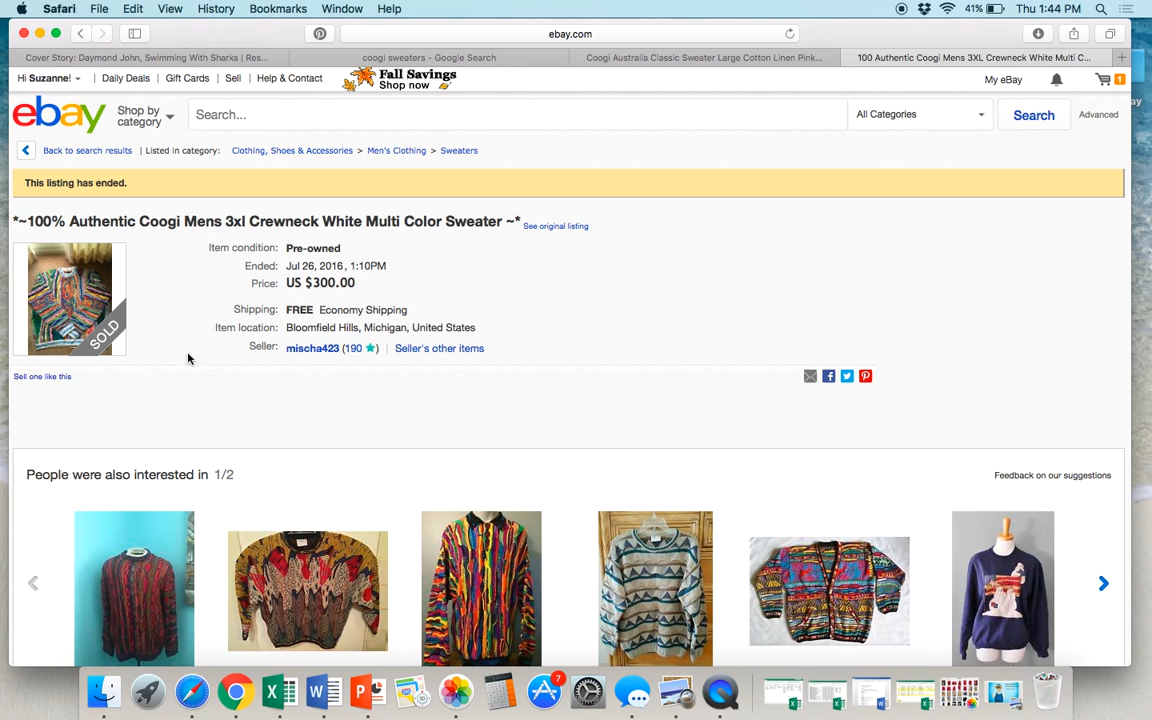 Safari File Edit View History Bookmarks Window Help 41% Thu 1:44 PM
ebay.com
Cover Story: Daymond John, Swimming With Sharks | Res... coogi sweaters - Google Search Coogi Australia Classic Sweater Large Cotton Linen Pink... 100 Authentic Coogi Mens 3XL Crewneck White Multi C...
Hi Suzanne! | Daily Deals | Gift Cards | Sell | Help & Contact Fall Savings Shop now My eBay 1
ebay Shop by category Search... All Categories Search Advanced
Back to search results | Listed in category: Clothing, Shoes & Accessories > Men's Clothing > Sweaters
This listing has ended.
*~100% Authentic Coogi Mens 3xl Crewneck White Multi Color Sweater ~* See original listing
Item condition: Pre-owned
Ended: Jul 26, 2016 , 1:10PM
Price: US $300.00
SOLD
Shipping: FREE Economy Shipping
Item location: Bloomfield Hills, Michigan, United States
Seller: mischa423 (190 ) | Seller's other items
Sell one like this
People were also interested in 1/2 Feedback on our suggestions
7